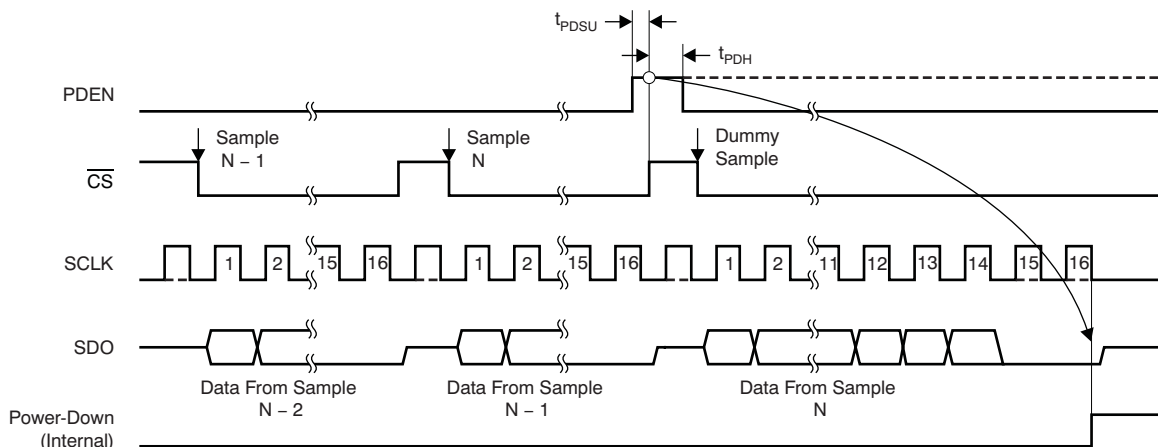 tPDSU
tPDH
PDEN
Sample
N − 1
Sample
N
Dummy
Sample
CS
SCLK
1 2 15 16 1 2 15 16 1 2 11 12 13 14 15 16
SDO
Data From Sample
N − 2
Data From Sample
N − 1
Data From Sample
N
Power-Down
(Internal)